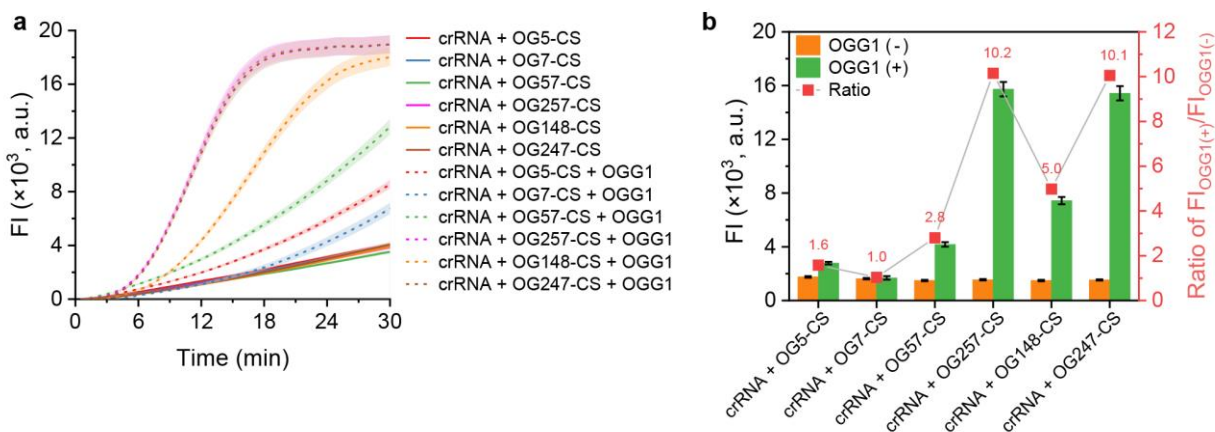 a
20
16
12
8
4
0
FI (×10³, a.u.)
0 6 12 18 24 30
Time (min)
crRNA + OG5-CS
crRNA + OG7-CS
crRNA + OG57-CS
crRNA + OG257-CS
crRNA + OG148-CS
crRNA + OG247-CS
crRNA + OG5-CS + OGG1
crRNA + OG7-CS + OGG1
crRNA + OG57-CS + OGG1
crRNA + OG257-CS + OGG1
crRNA + OG148-CS + OGG1
crRNA + OG247-CS + OGG1
b
20
16
12
8
4
0
FI (×10³, a.u.)
OGG1 (-)
OGG1 (+)
Ratio
1.6
1.0
2.8
10.2
5.0
10.1
12
10
8
6
4
2
0
Ratio of FI_OGG1(+)/FI_OGG1(-)
crRNA + OG5-CS
crRNA + OG7-CS
crRNA + OG57-CS
crRNA + OG257-CS
crRNA + OG148-CS
crRNA + OG247-CS